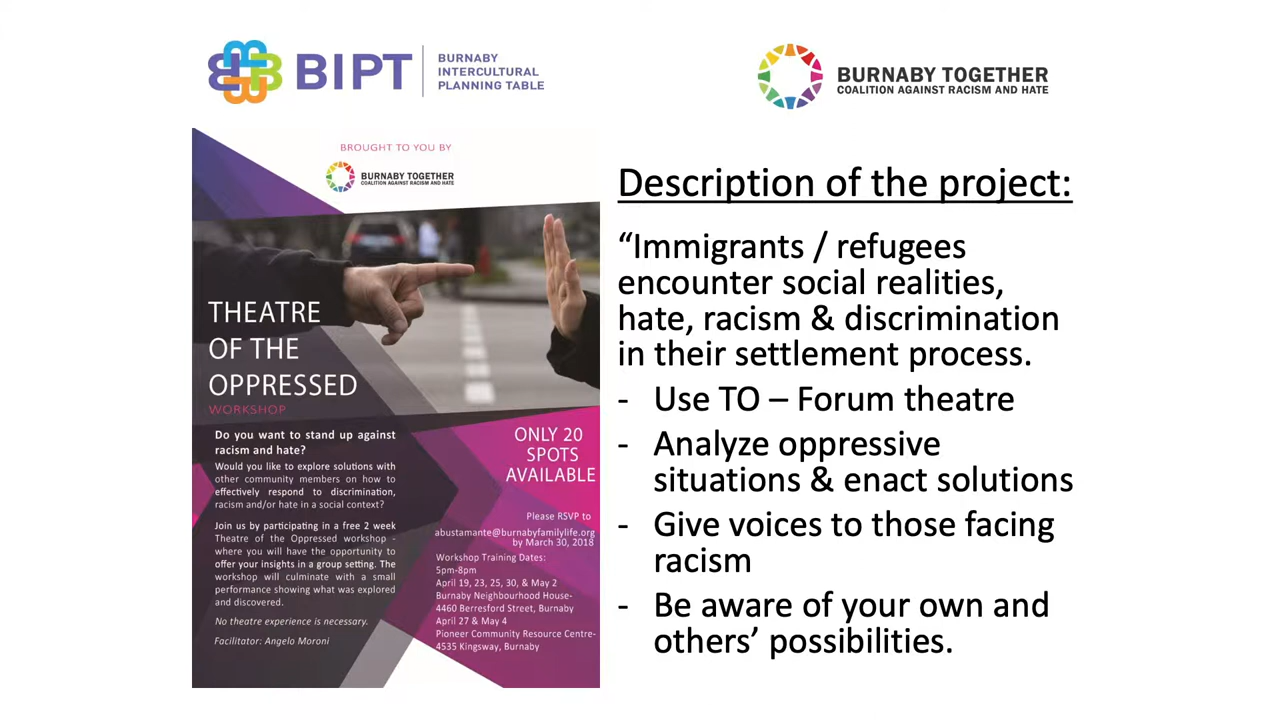 BIPT
BURNABY
INTERCULTURAL
PLANNING TABLE
BURNABY TOGETHER
COALITION AGAINST RACISM AND HATE
BROUGHT TO YOU BY
BURNABY TOGETHER
COALITION AGAINST RACISM AND HATE
THEATRE
OF THE
OPPRESSED
WORKSHOP
Do you want to stand up against
racism and hate?
Would you like to explore solutions with
other community members on how to
effectively respond to discrimination,
racism and/or hate in a social context?
Join us by participating in a free 2 week
Theatre of the Oppressed workshop -
where you will have the opportunity to
offer your insights in a group setting. The
workshop will culminate with a small
performance showing what was explored
and discovered.
No theatre experience is necessary.
Facilitator: Angelo Moroni
ONLY 20
SPOTS
AVAILABLE
Please RSVP to
abustamante@burnabyfamilylife.org
by March 30, 2018
Workshop Training Dates:
5pm-8pm
April 19, 23, 25, 30, & May 2
Burnaby Neighbourhood House-
4460 Berresford Street, Burnaby
April 27 & May 4
Pioneer Community Resource Centre-
4535 Kingsway, Burnaby
Description of the project:
“Immigrants / refugees
encounter social realities,
hate, racism & discrimination
in their settlement process.
- Use TO – Forum theatre
- Analyze oppressive
situations & enact solutions
- Give voices to those facing
racism
- Be aware of your own and
others’ possibilities.